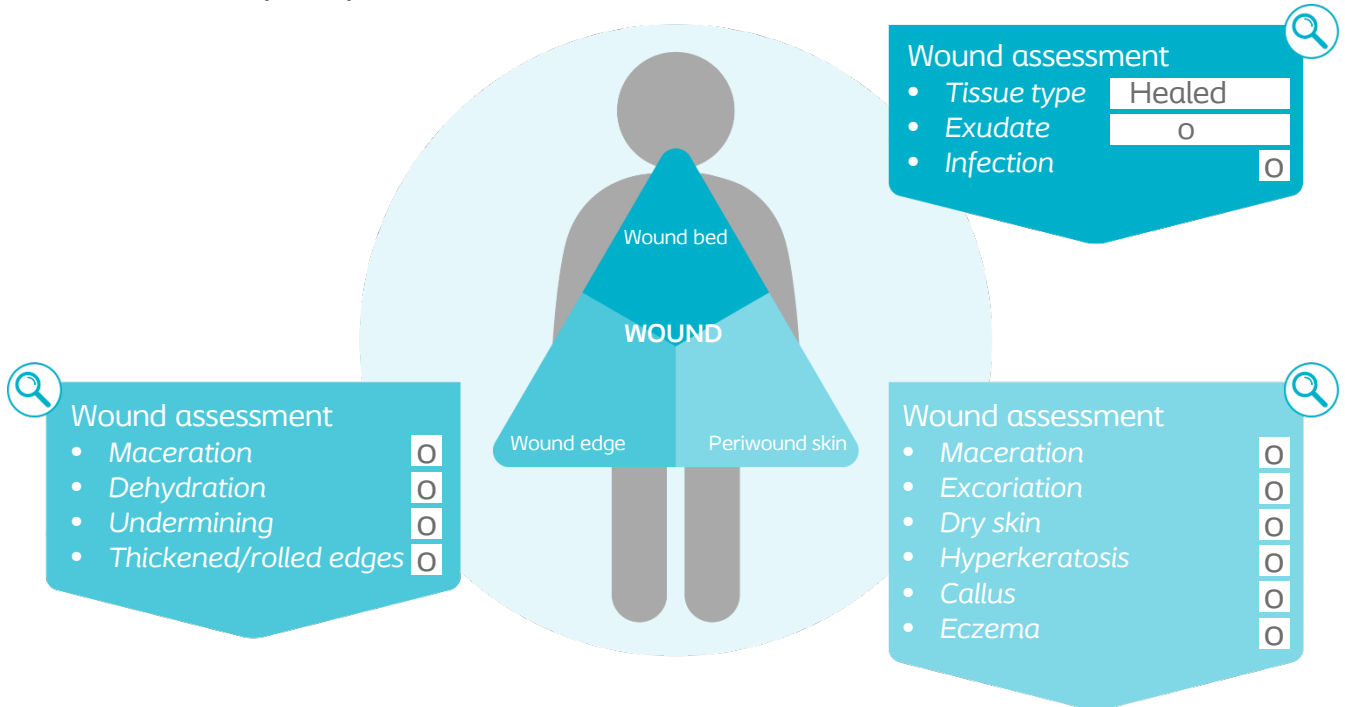 Wound assessment
• Tissue type Healed
• Exudate o
• Infection o
Wound bed
WOUND
Wound edge
Periwound skin
Wound assessment
• Maceration o
• Dehydration o
• Undermining o
• Thickened/rolled edges o
Wound assessment
• Maceration o
• Excoriation o
• Dry skin o
• Hyperkeratosis o
• Callus o
• Eczema o